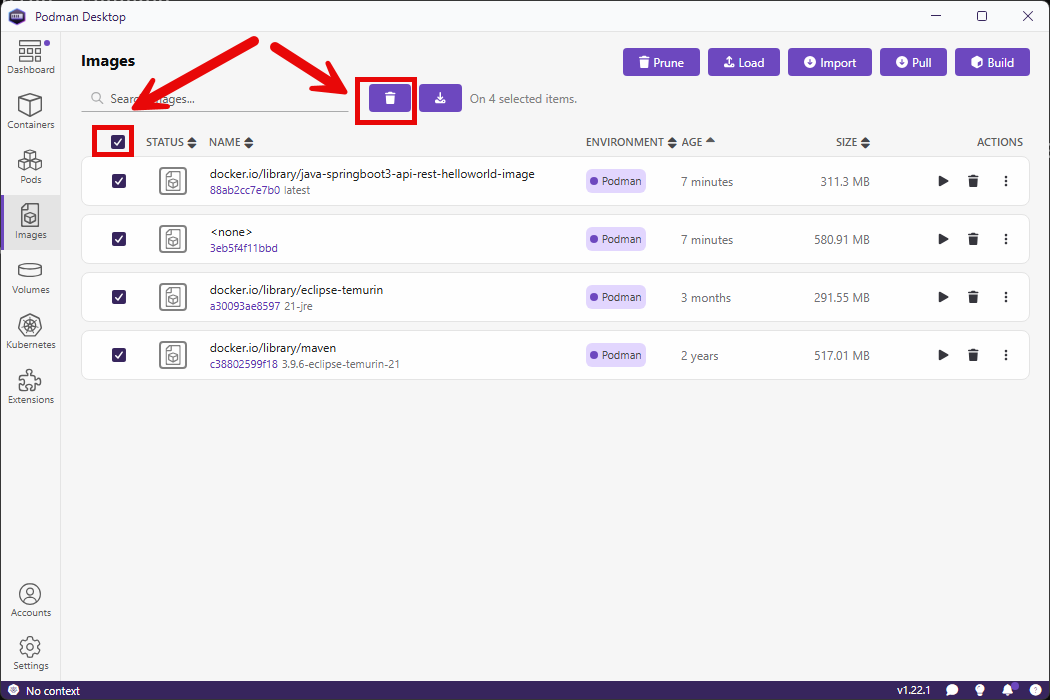 Podman Desktop
Dashboard
Containers
Pods
Images
Volumes
Kubernetes
Extensions
Accounts
Settings
Images
Prune
Load
Import
Pull
Build
Search images...
On 4 selected items.
STATUS NAME ENVIRONMENT AGE SIZE ACTIONS
docker.io/library/java-springboot3-api-rest-helloworld-image
88ab2cc7e7b0 latest
Podman
7 minutes
311.3 MB
<none>
3eb5f4f11bbd
Podman
7 minutes
580.91 MB
docker.io/library/eclipse-temurin
a30093ae8597 21-jre
Podman
3 months
291.55 MB
docker.io/library/maven
c38802599f18 3.9.6-eclipse-temurin-21
Podman
2 years
517.01 MB
No context
v1.22.1